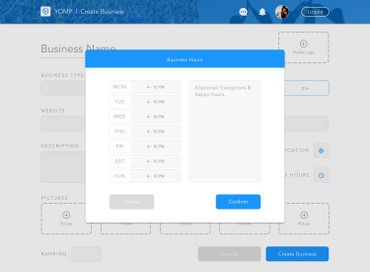 YOMP | Create Business
Logout
Business Name
Profile Logo
Business Hours
BUSINESS TYPE
21+
MON 4 - 10 PM
TUE 4 - 10 PM
WED 4 - 10 PM
THU 4 - 10 PM
FRI 4 - 10 PM
SAT 4 - 10 PM
SUN 4 - 10 PM
(Optional) Exceptions &
happy hours.
WEBSITE
DESCRIPTION
LOCATION
HOURS
Cancel
Confirm
PICTURES
Picture
Picture
RANKING
Cancel
Create Business